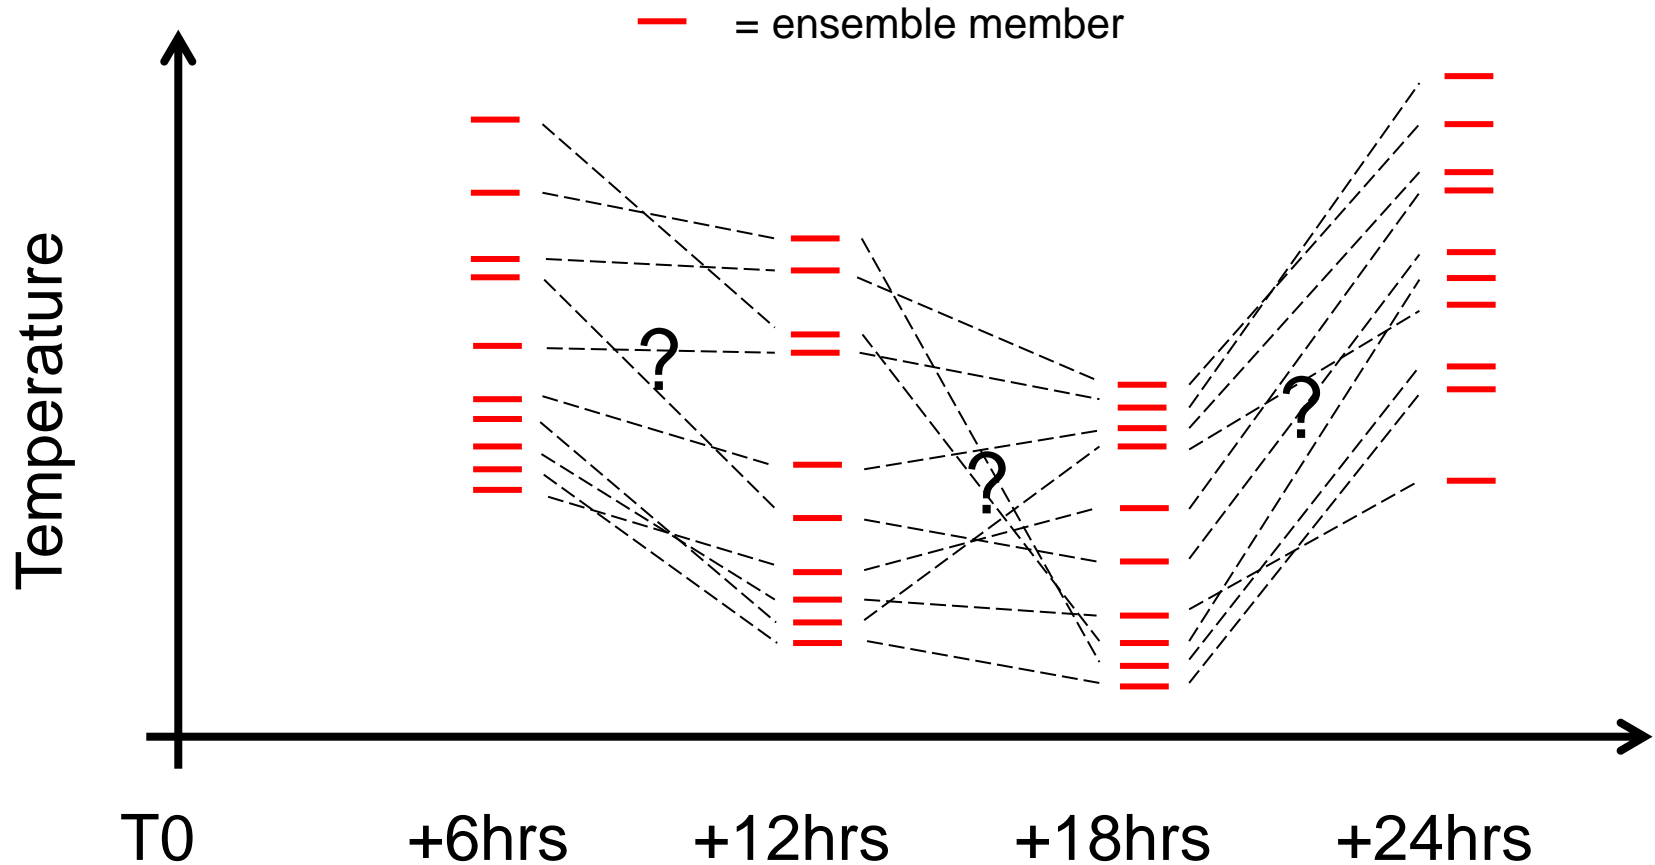 = ensemble member
Temperature
?
?
?
T0 +6hrs +12hrs +18hrs +24hrs